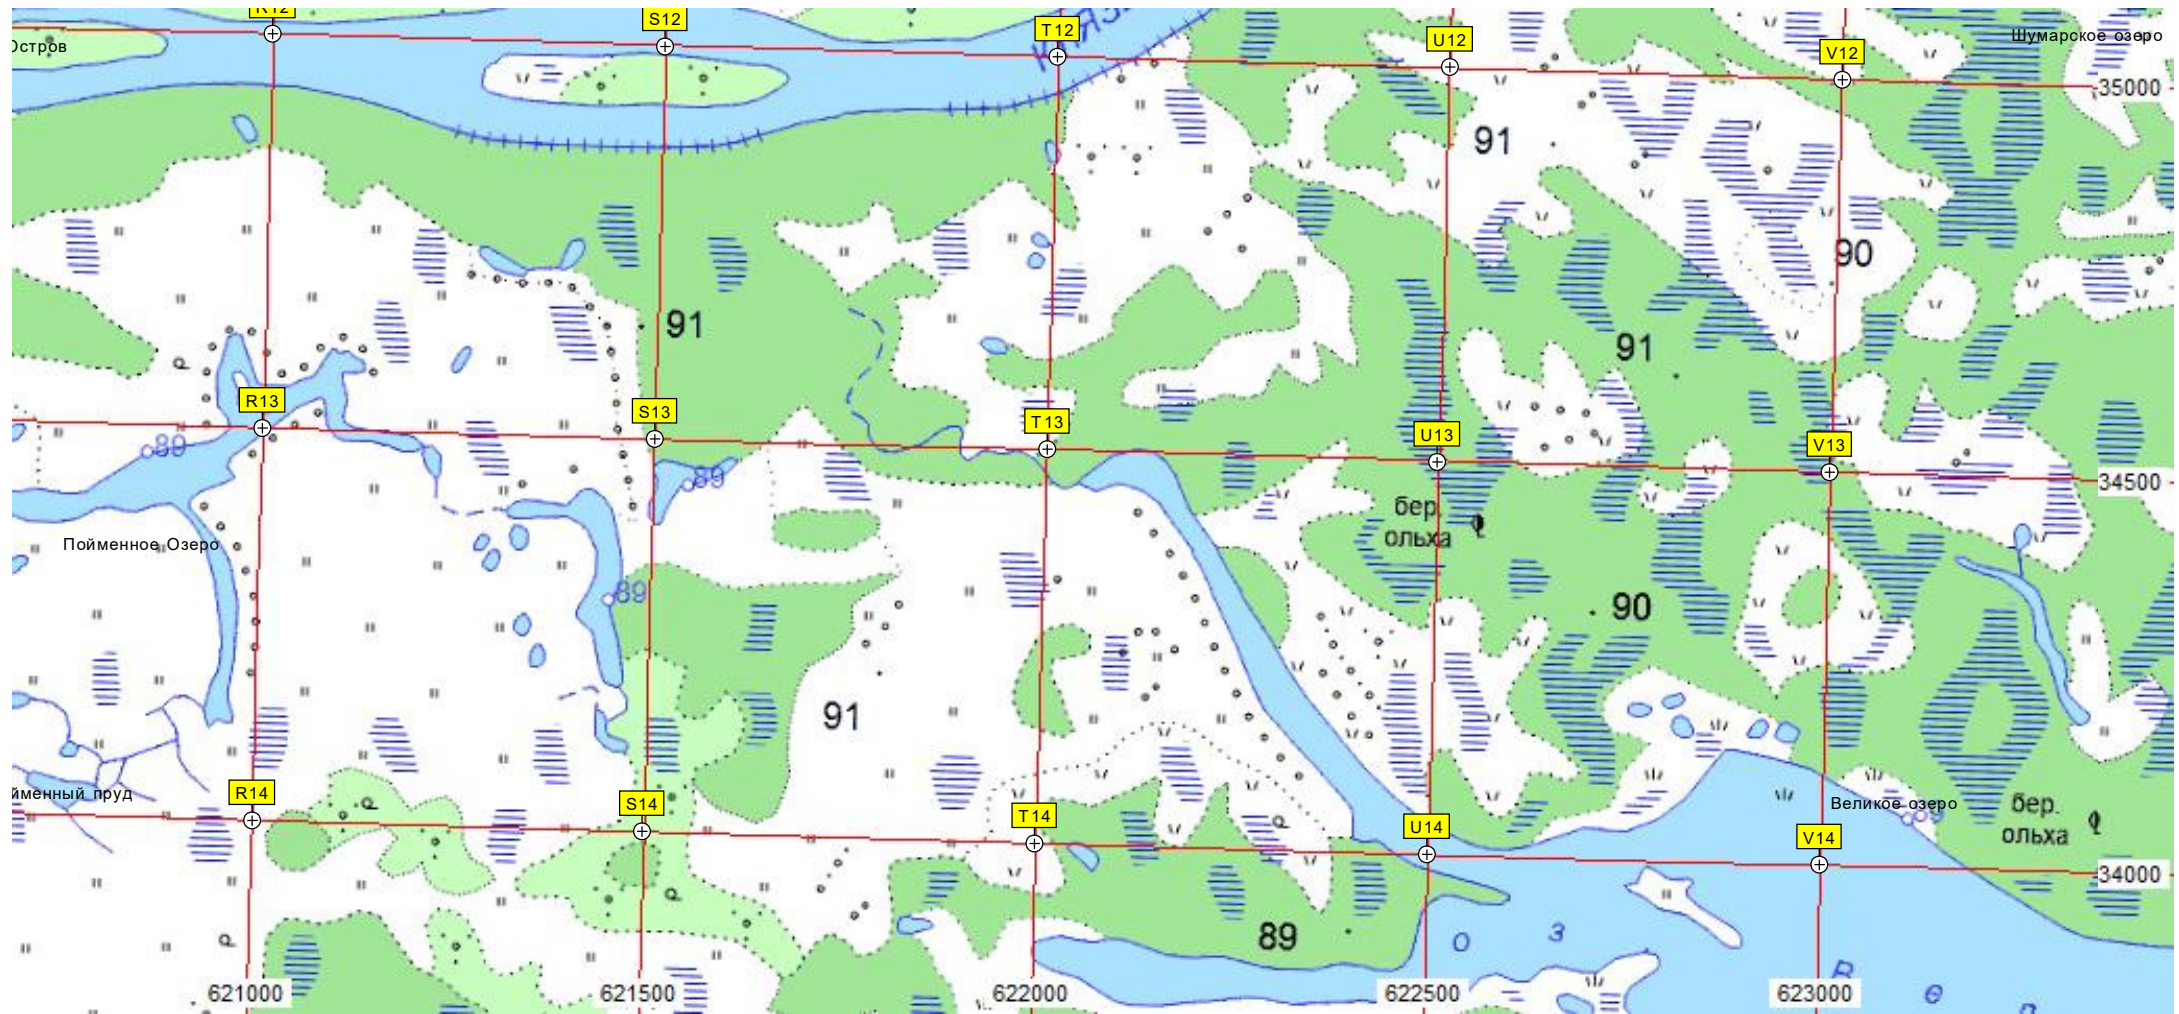 R12
S12
T12
U12
V12
Шумарское озеро
Остров
35000
91
90
91
91
R13
S13
T13
U13
V13
89
89
34500
бер.
ольха
Пойменное Озеро
89
90
91
R14
S14
T14
U14
V14
Великое озеро
89
бер.
ольха
34000
89
О З
В е
621000
621500
622000
622500
623000